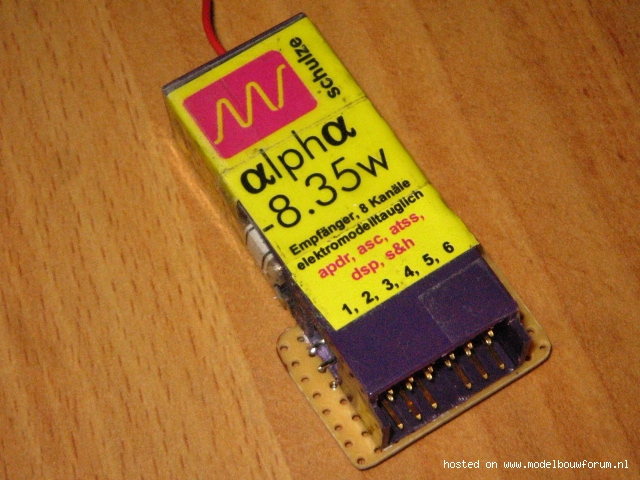 schulze
alpha
-8.35w
Empfänger, 8 Kanäle
elektromodelltauglich
apdr, asc, atss,
dsp, s&h
1, 2, 3, 4, 5, 6
hosted on www.modelbouwforum.nl